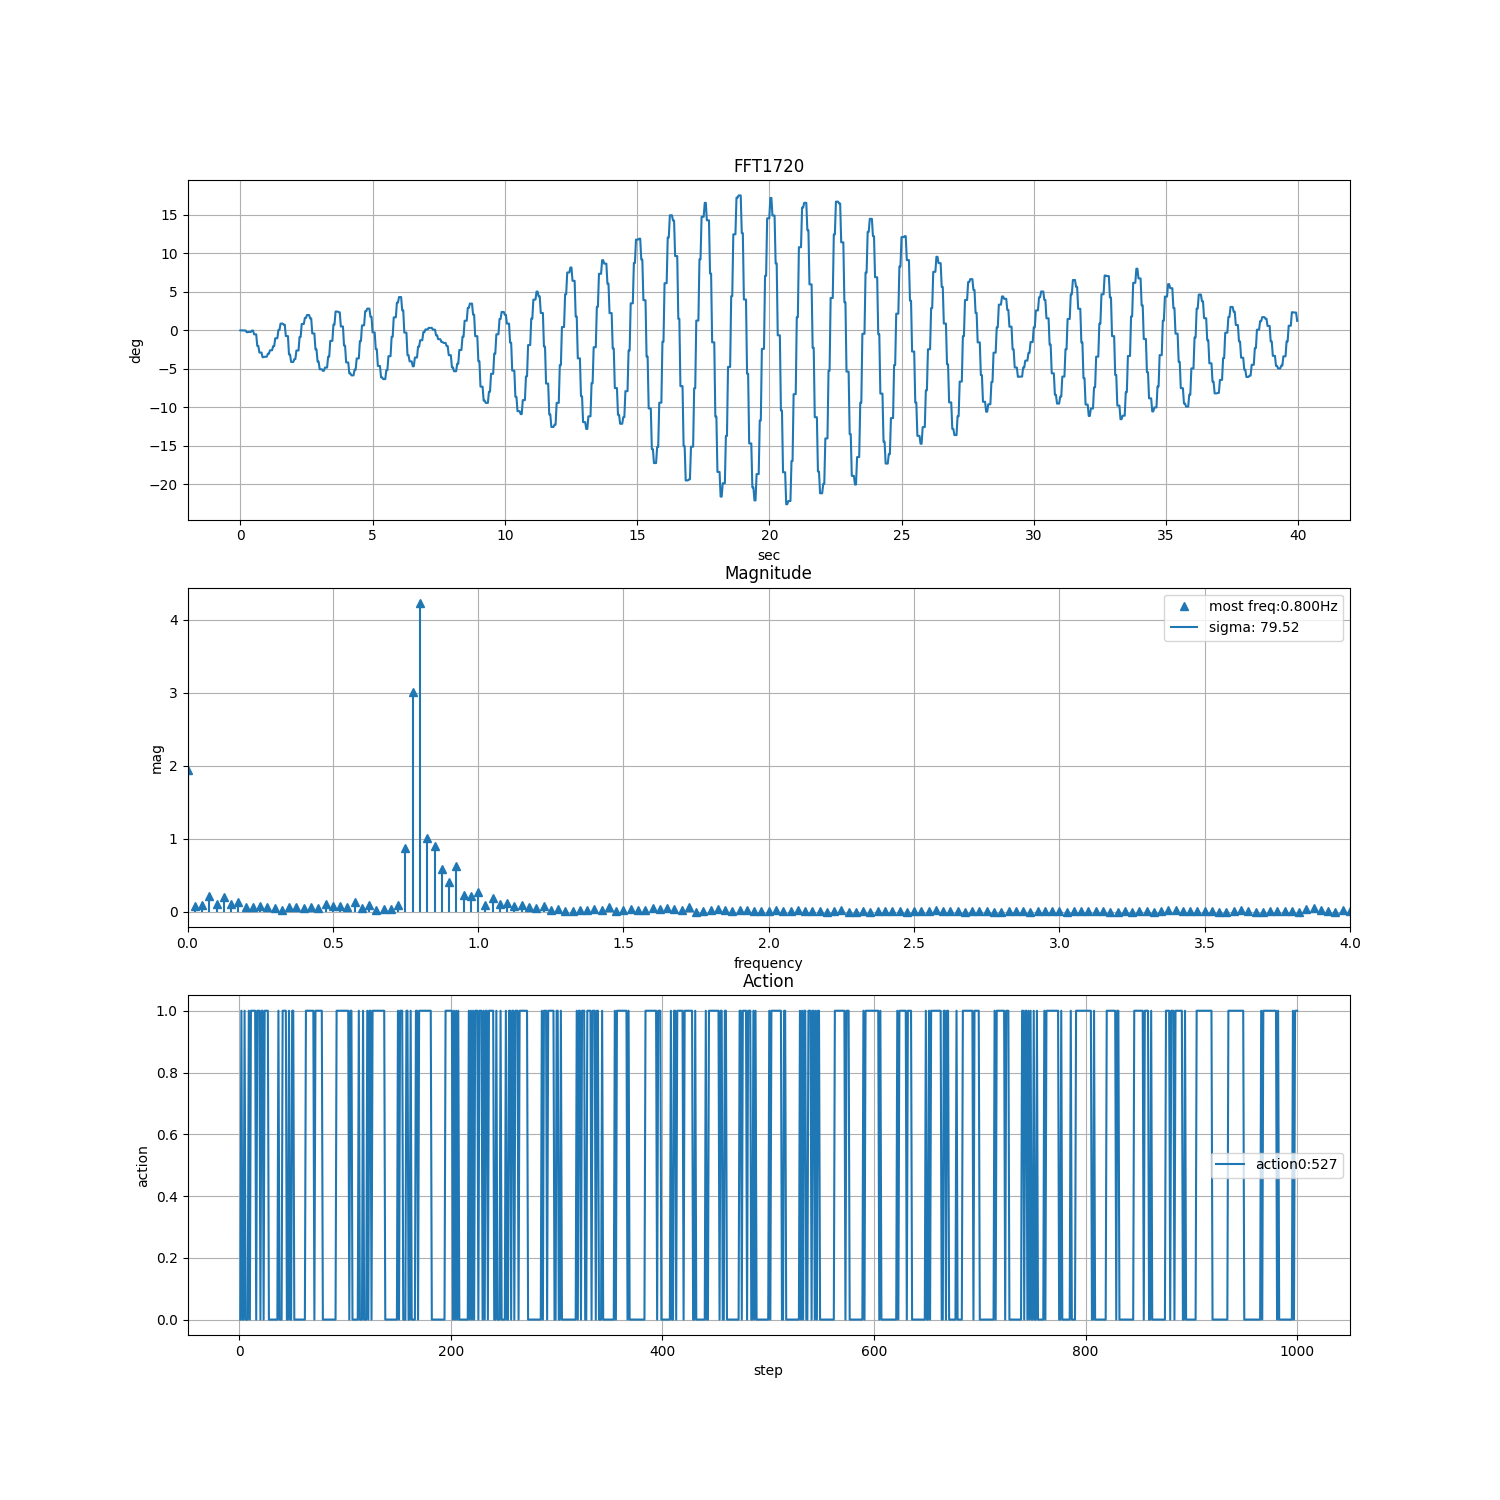 FFT1720
15
10
5
0
−5
−10
−15
−20
deg
0 5 10 15 20 25 30 35 40
sec
Magnitude
4
3
2
1
0
mag
most freq:0.800Hz
sigma: 79.52
0.0 0.5 1.0 1.5 2.0 2.5 3.0 3.5 4.0
frequency
Action
1.0
0.8
0.6
0.4
0.2
0.0
action
action0:527
0 200 400 600 800 1000
step